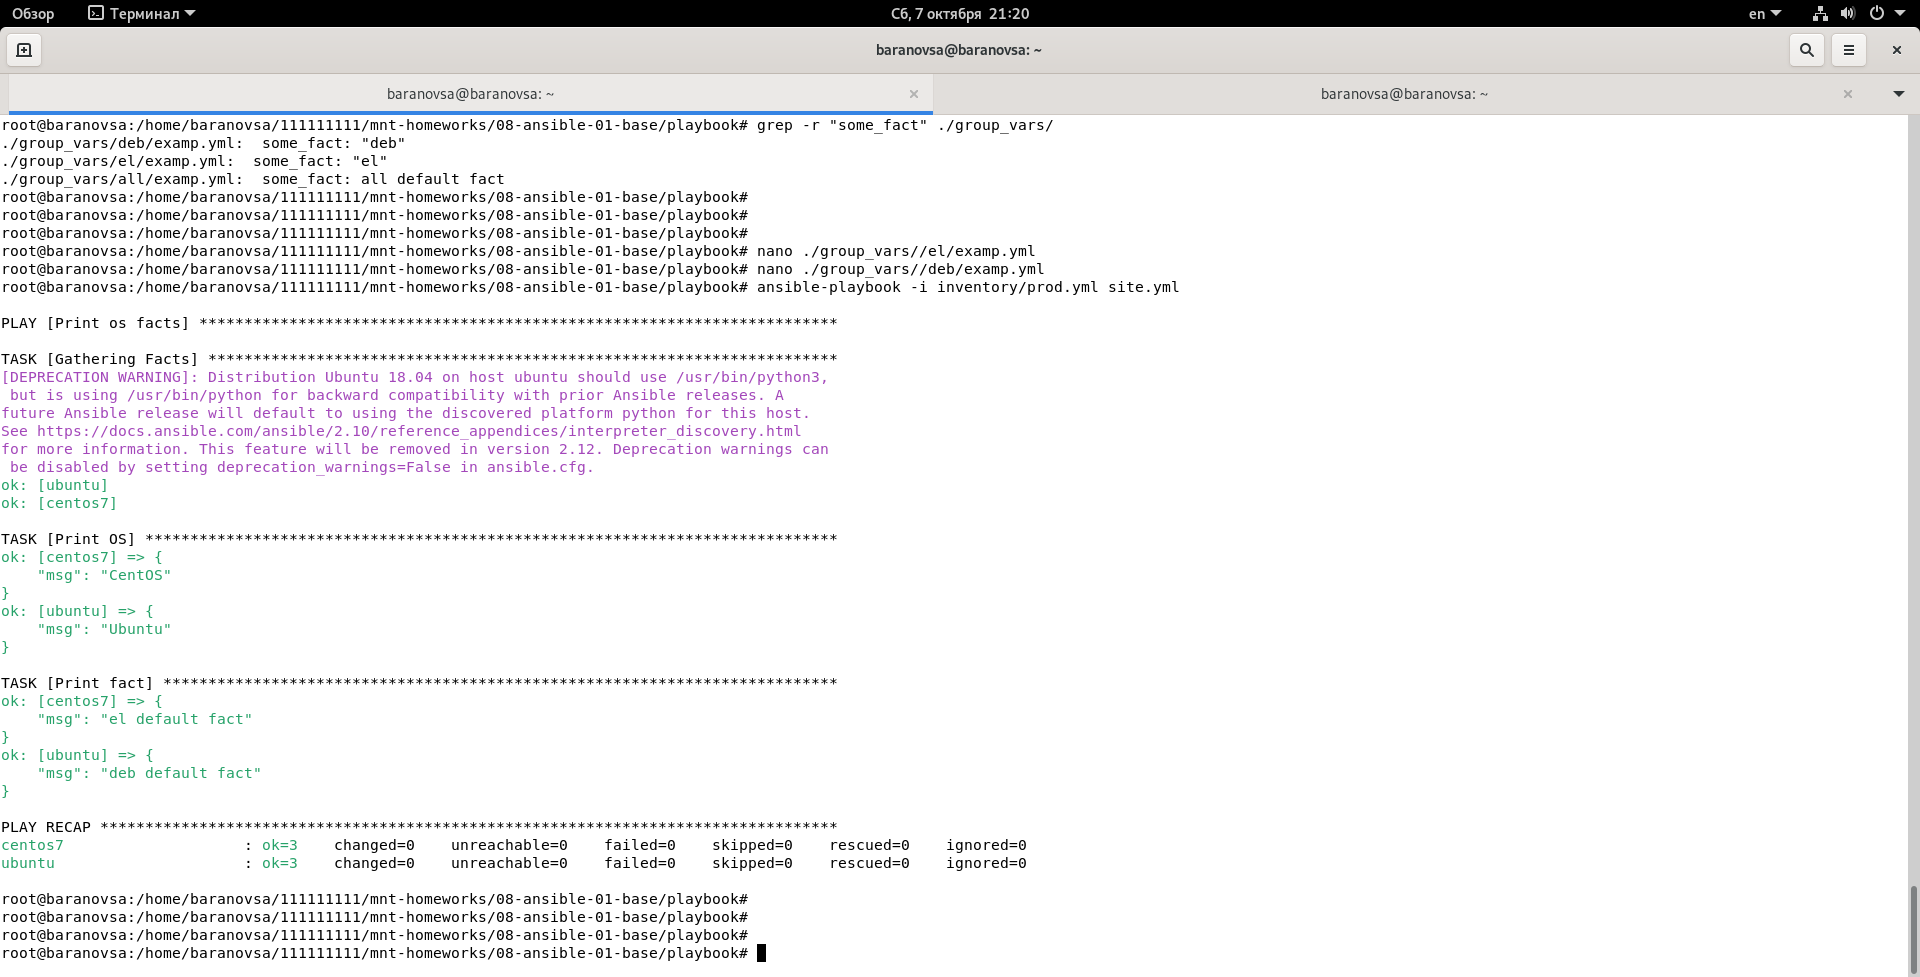 Обзор Терминал Сб, 7 октября 21:20 en
baranovsa@baranovsa: ~
baranovsa@baranovsa: ~ baranovsa@baranovsa: ~
root@baranovsa:/home/baranovsa/111111111/mnt-homeworks/08-ansible-01-base/playbook# grep -r "some_fact" ./group_vars/
./group_vars/deb/examp.yml:  some_fact: "deb"
./group_vars/el/examp.yml:  some_fact: "el"
./group_vars/all/examp.yml:  some_fact: all default fact
root@baranovsa:/home/baranovsa/111111111/mnt-homeworks/08-ansible-01-base/playbook#
root@baranovsa:/home/baranovsa/111111111/mnt-homeworks/08-ansible-01-base/playbook#
root@baranovsa:/home/baranovsa/111111111/mnt-homeworks/08-ansible-01-base/playbook#
root@baranovsa:/home/baranovsa/111111111/mnt-homeworks/08-ansible-01-base/playbook# nano ./group_vars//el/examp.yml
root@baranovsa:/home/baranovsa/111111111/mnt-homeworks/08-ansible-01-base/playbook# nano ./group_vars//deb/examp.yml
root@baranovsa:/home/baranovsa/111111111/mnt-homeworks/08-ansible-01-base/playbook# ansible-playbook -i inventory/prod.yml site.yml
PLAY [Print os facts] ***********************************************************************
TASK [Gathering Facts] **********************************************************************
[DEPRECATION WARNING]: Distribution Ubuntu 18.04 on host ubuntu should use /usr/bin/python3,
 but is using /usr/bin/python for backward compatibility with prior Ansible releases. A
future Ansible release will default to using the discovered platform python for this host.
See https://docs.ansible.com/ansible/2.10/reference_appendices/interpreter_discovery.html
for more information. This feature will be removed in version 2.12. Deprecation warnings can
 be disabled by setting deprecation_warnings=False in ansible.cfg.
ok: [ubuntu]
ok: [centos7]
TASK [Print OS] *****************************************************************************
ok: [centos7] => {
    "msg": "CentOS"
}
ok: [ubuntu] => {
    "msg": "Ubuntu"
}
TASK [Print fact] ***************************************************************************
ok: [centos7] => {
    "msg": "el default fact"
}
ok: [ubuntu] => {
    "msg": "deb default fact"
}
PLAY RECAP **********************************************************************************
centos7                    : ok=3    changed=0    unreachable=0    failed=0    skipped=0    rescued=0    ignored=0
ubuntu                     : ok=3    changed=0    unreachable=0    failed=0    skipped=0    rescued=0    ignored=0
root@baranovsa:/home/baranovsa/111111111/mnt-homeworks/08-ansible-01-base/playbook#
root@baranovsa:/home/baranovsa/111111111/mnt-homeworks/08-ansible-01-base/playbook#
root@baranovsa:/home/baranovsa/111111111/mnt-homeworks/08-ansible-01-base/playbook#
root@baranovsa:/home/baranovsa/111111111/mnt-homeworks/08-ansible-01-base/playbook#